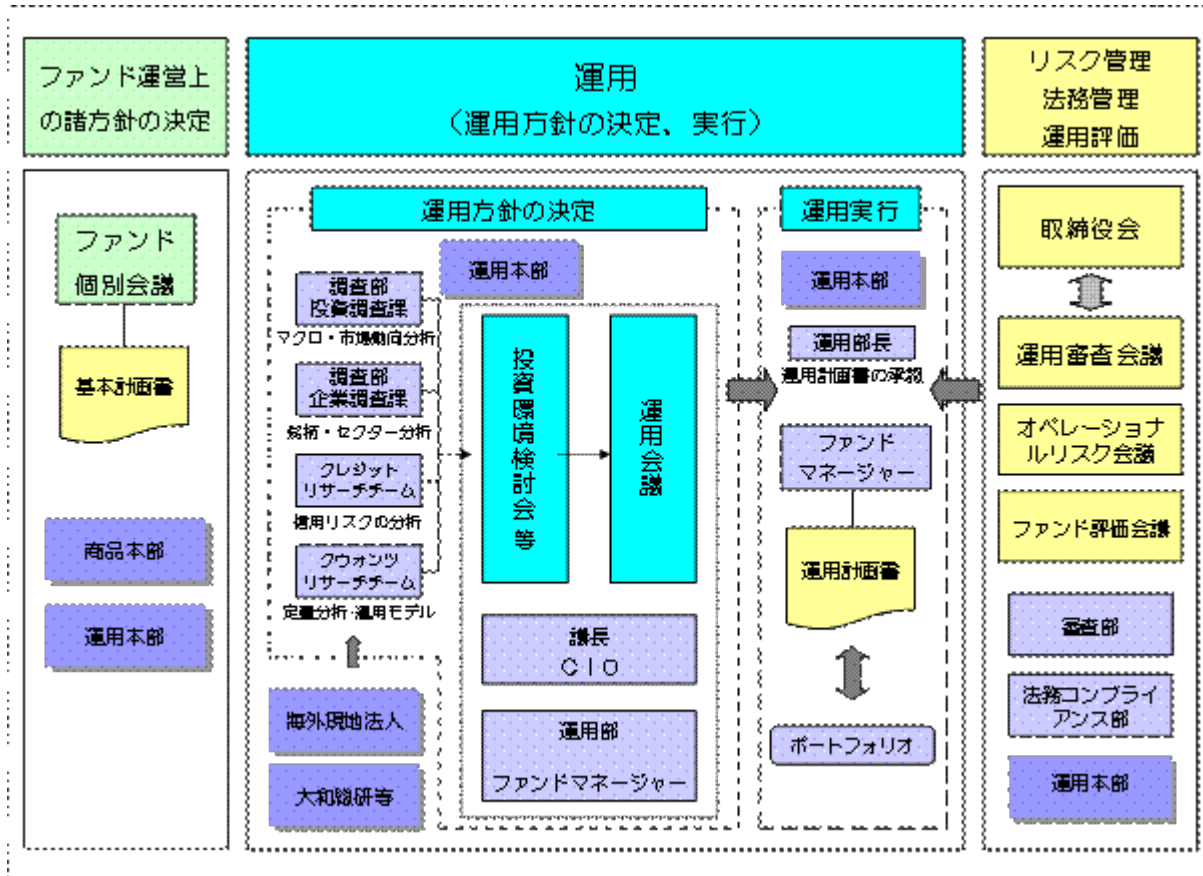 ファンド運営上
の諸方針の決定
運用
（運用方針の決定、実行）
リスク管理
法務管理
運用評価
ファンド
個別会議
基本計画書
商品本部
運用本部
運用方針の決定
運用本部
調査部
投資調査課
マクロ・市場動向分析
調査部
企業調査課
銘柄・セクター分析
クレジット
リサーチチーム
信用リスクの分析
クウォンツ
リサーチチーム
定量分析・運用モデル
海外現地法人
大和総研等
投資環境検討会等
運用会議
議長
ＣＩＯ
運用部
ファンドマネージャー
運用実行
運用本部
運用部長
運用計画書の承認
ファンド
マネージャー
運用計画書
ポートフォリオ
取締役会
運用審査会議
オペレーショナ
ルリスク会議
ファンド評価会議
審査部
法務コンプライ
アンス部
運用本部